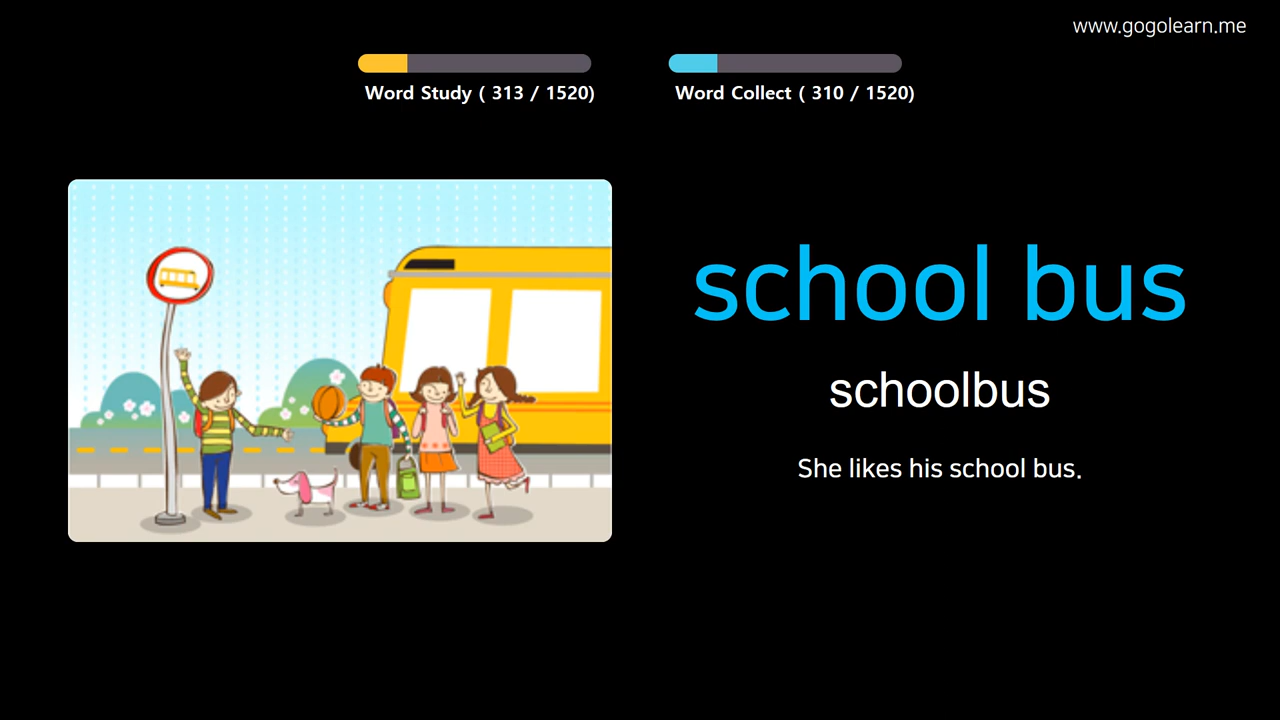 www.gogolearn.me
Word Study ( 313 / 1520)
Word Collect ( 310 / 1520)
school bus
schoolbus
She likes his school bus.